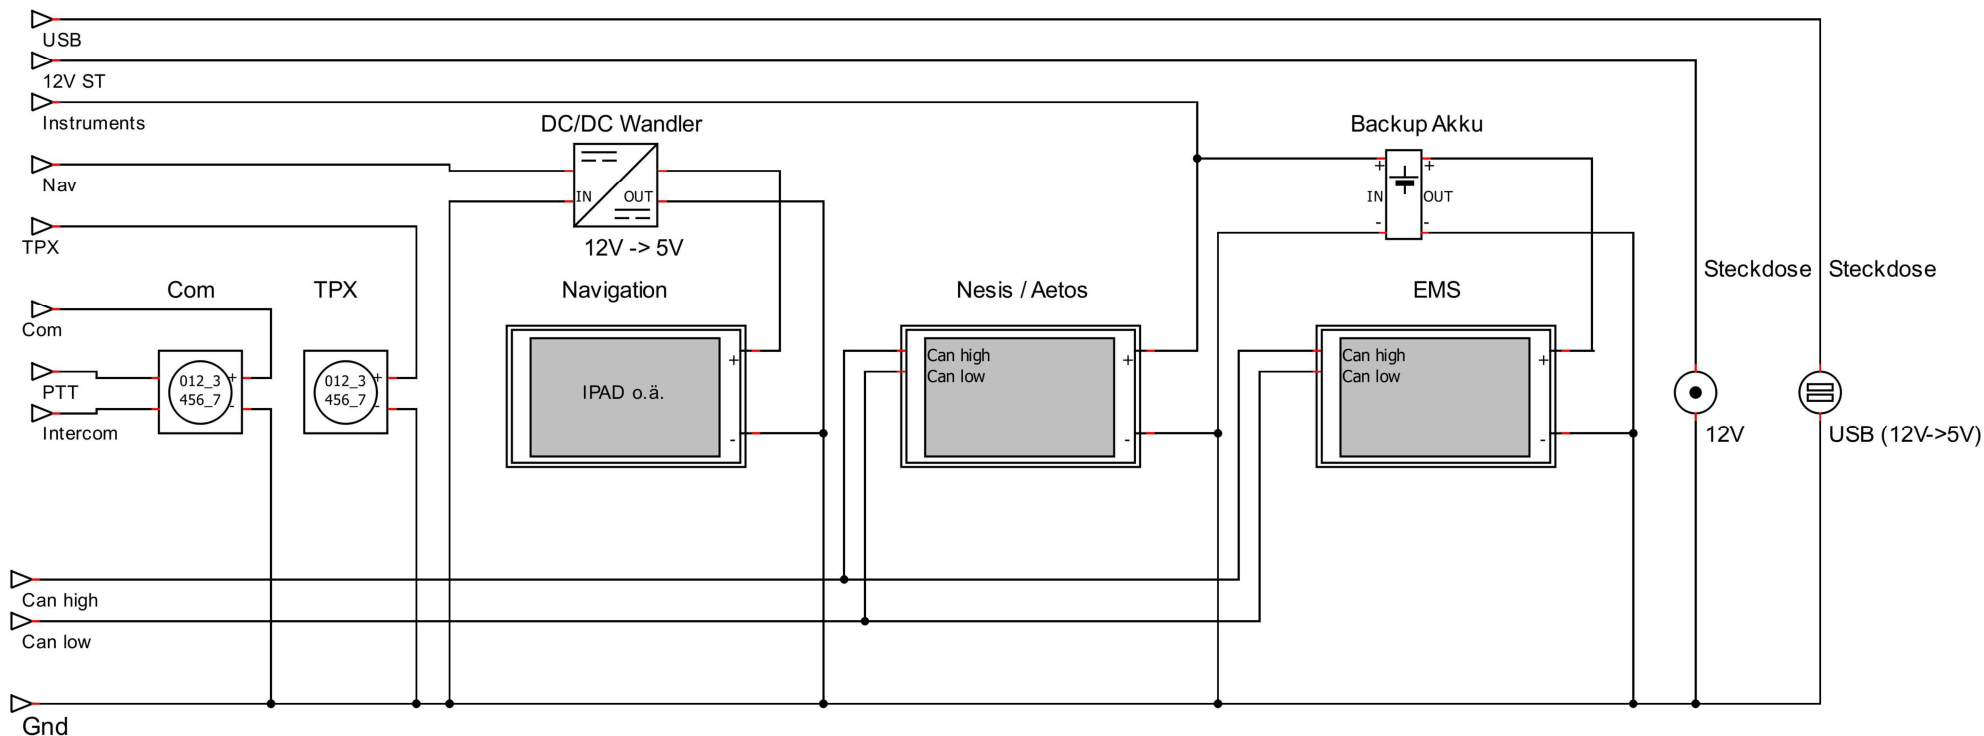 USB
12V ST
Instruments
DC/DC Wandler
Backup Akku
Nav
IN
OUT
+
+
IN
OUT
-
-
TPX
12V -> 5V
Steckdose
Steckdose
Com
TPX
Navigation
Nesis / Aetos
EMS
Com
PTT
Intercom
012_3
456_7
+
-
012_3
456_7
+
-
IPAD o.ä.
+
-
Can high
Can low
+
-
Can high
Can low
+
-
12V
USB (12V->5V)
Can high
Can low
Gnd